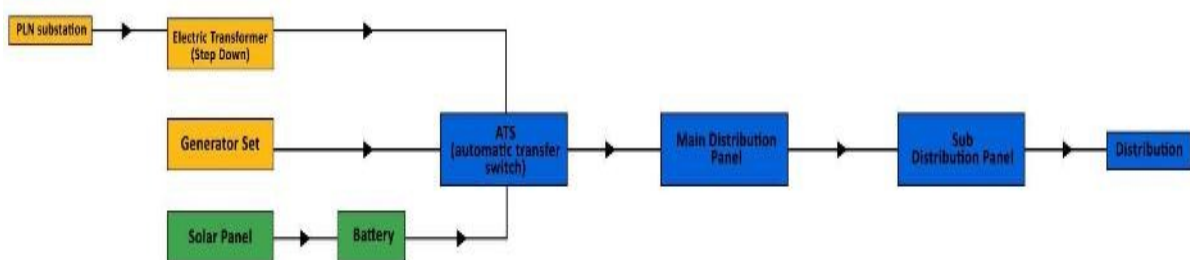 PLN substation
Electric Transformer
(Step Down)
Generator Set
Solar Panel
Battery
ATS
(automatic transfer
switch)
Main Distribution
Panel
Sub
Distribution Panel
Distribution